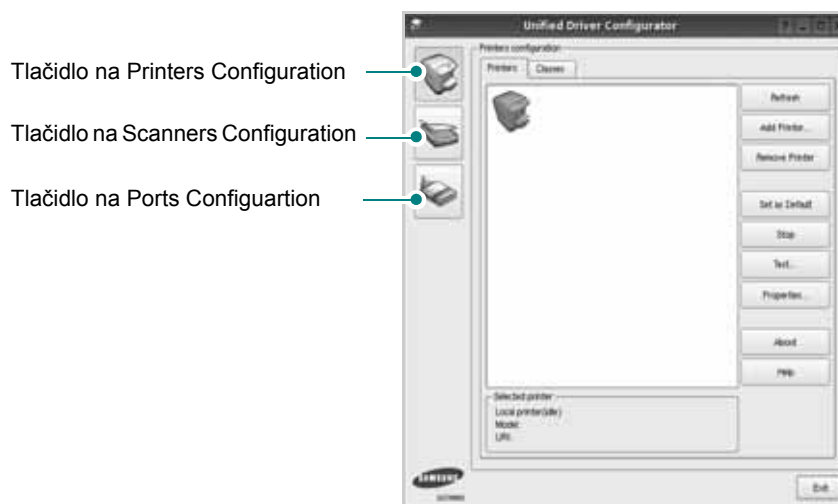 Unified Driver Configurator
Tlačidlo na Printers Configuration
Tlačidlo na Scanners Configuration
Tlačidlo na Ports Configuartion
Printers configuration
Printers
Classes
Refresh
Add Printer...
Remove Printer
Set as Default
Stop
Test...
Properties...
About
Help
Selected printer
Local printer(idle)
Model:
URI:
SAMSUNG
Exit